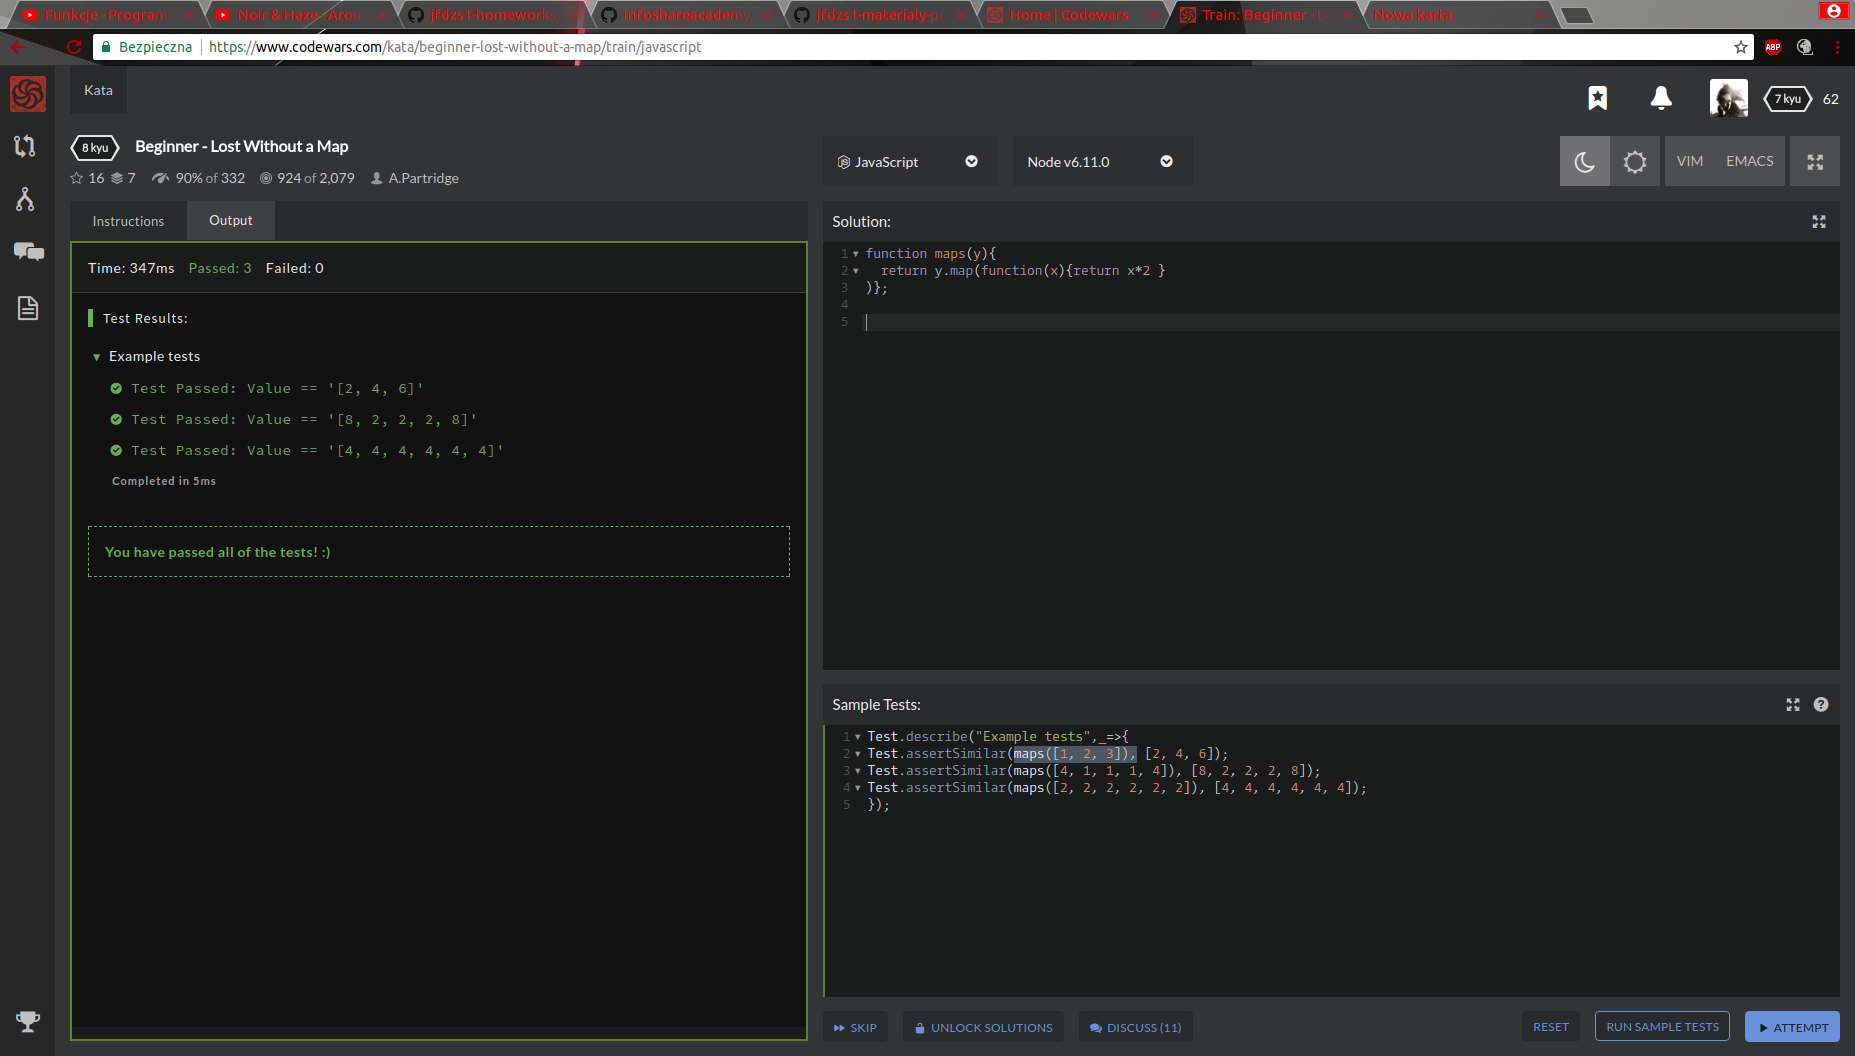 Funkcje - Program
Noir & Haze - Arou
jfdzs1-homeworks
infoshareacademy
jfdzs1-materialy-po
Home | Codewars
Train: Beginner - Lo
Nowa karta
Bezpieczna
https://www.codewars.com/kata/beginner-lost-without-a-map/train/javascript
ABP
Kata
7 kyu
62
8 kyu
Beginner - Lost Without a Map
16 7 90% of 332 924 of 2,079 A.Partridge
JavaScript
Node v6.11.0
VIM
EMACS
Instructions
Output
Time: 347ms Passed: 3 Failed: 0
Test Results:
Example tests
Test Passed: Value == '[2, 4, 6]'
Test Passed: Value == '[8, 2, 2, 2, 8]'
Test Passed: Value == '[4, 4, 4, 4, 4, 4]'
Completed in 5ms
You have passed all of the tests! :)
Solution:
1 function maps(y){
2 return y.map(function(x){return x*2 }
3 )};
4
5
Sample Tests:
1 Test.describe("Example tests",_=>{
2 Test.assertSimilar(maps([1, 2, 3]), [2, 4, 6]);
3 Test.assertSimilar(maps([4, 1, 1, 1, 4]), [8, 2, 2, 2, 8]);
4 Test.assertSimilar(maps([2, 2, 2, 2, 2, 2]), [4, 4, 4, 4, 4, 4]);
5 });
SKIP
UNLOCK SOLUTIONS
DISCUSS (11)
RESET
RUN SAMPLE TESTS
ATTEMPT